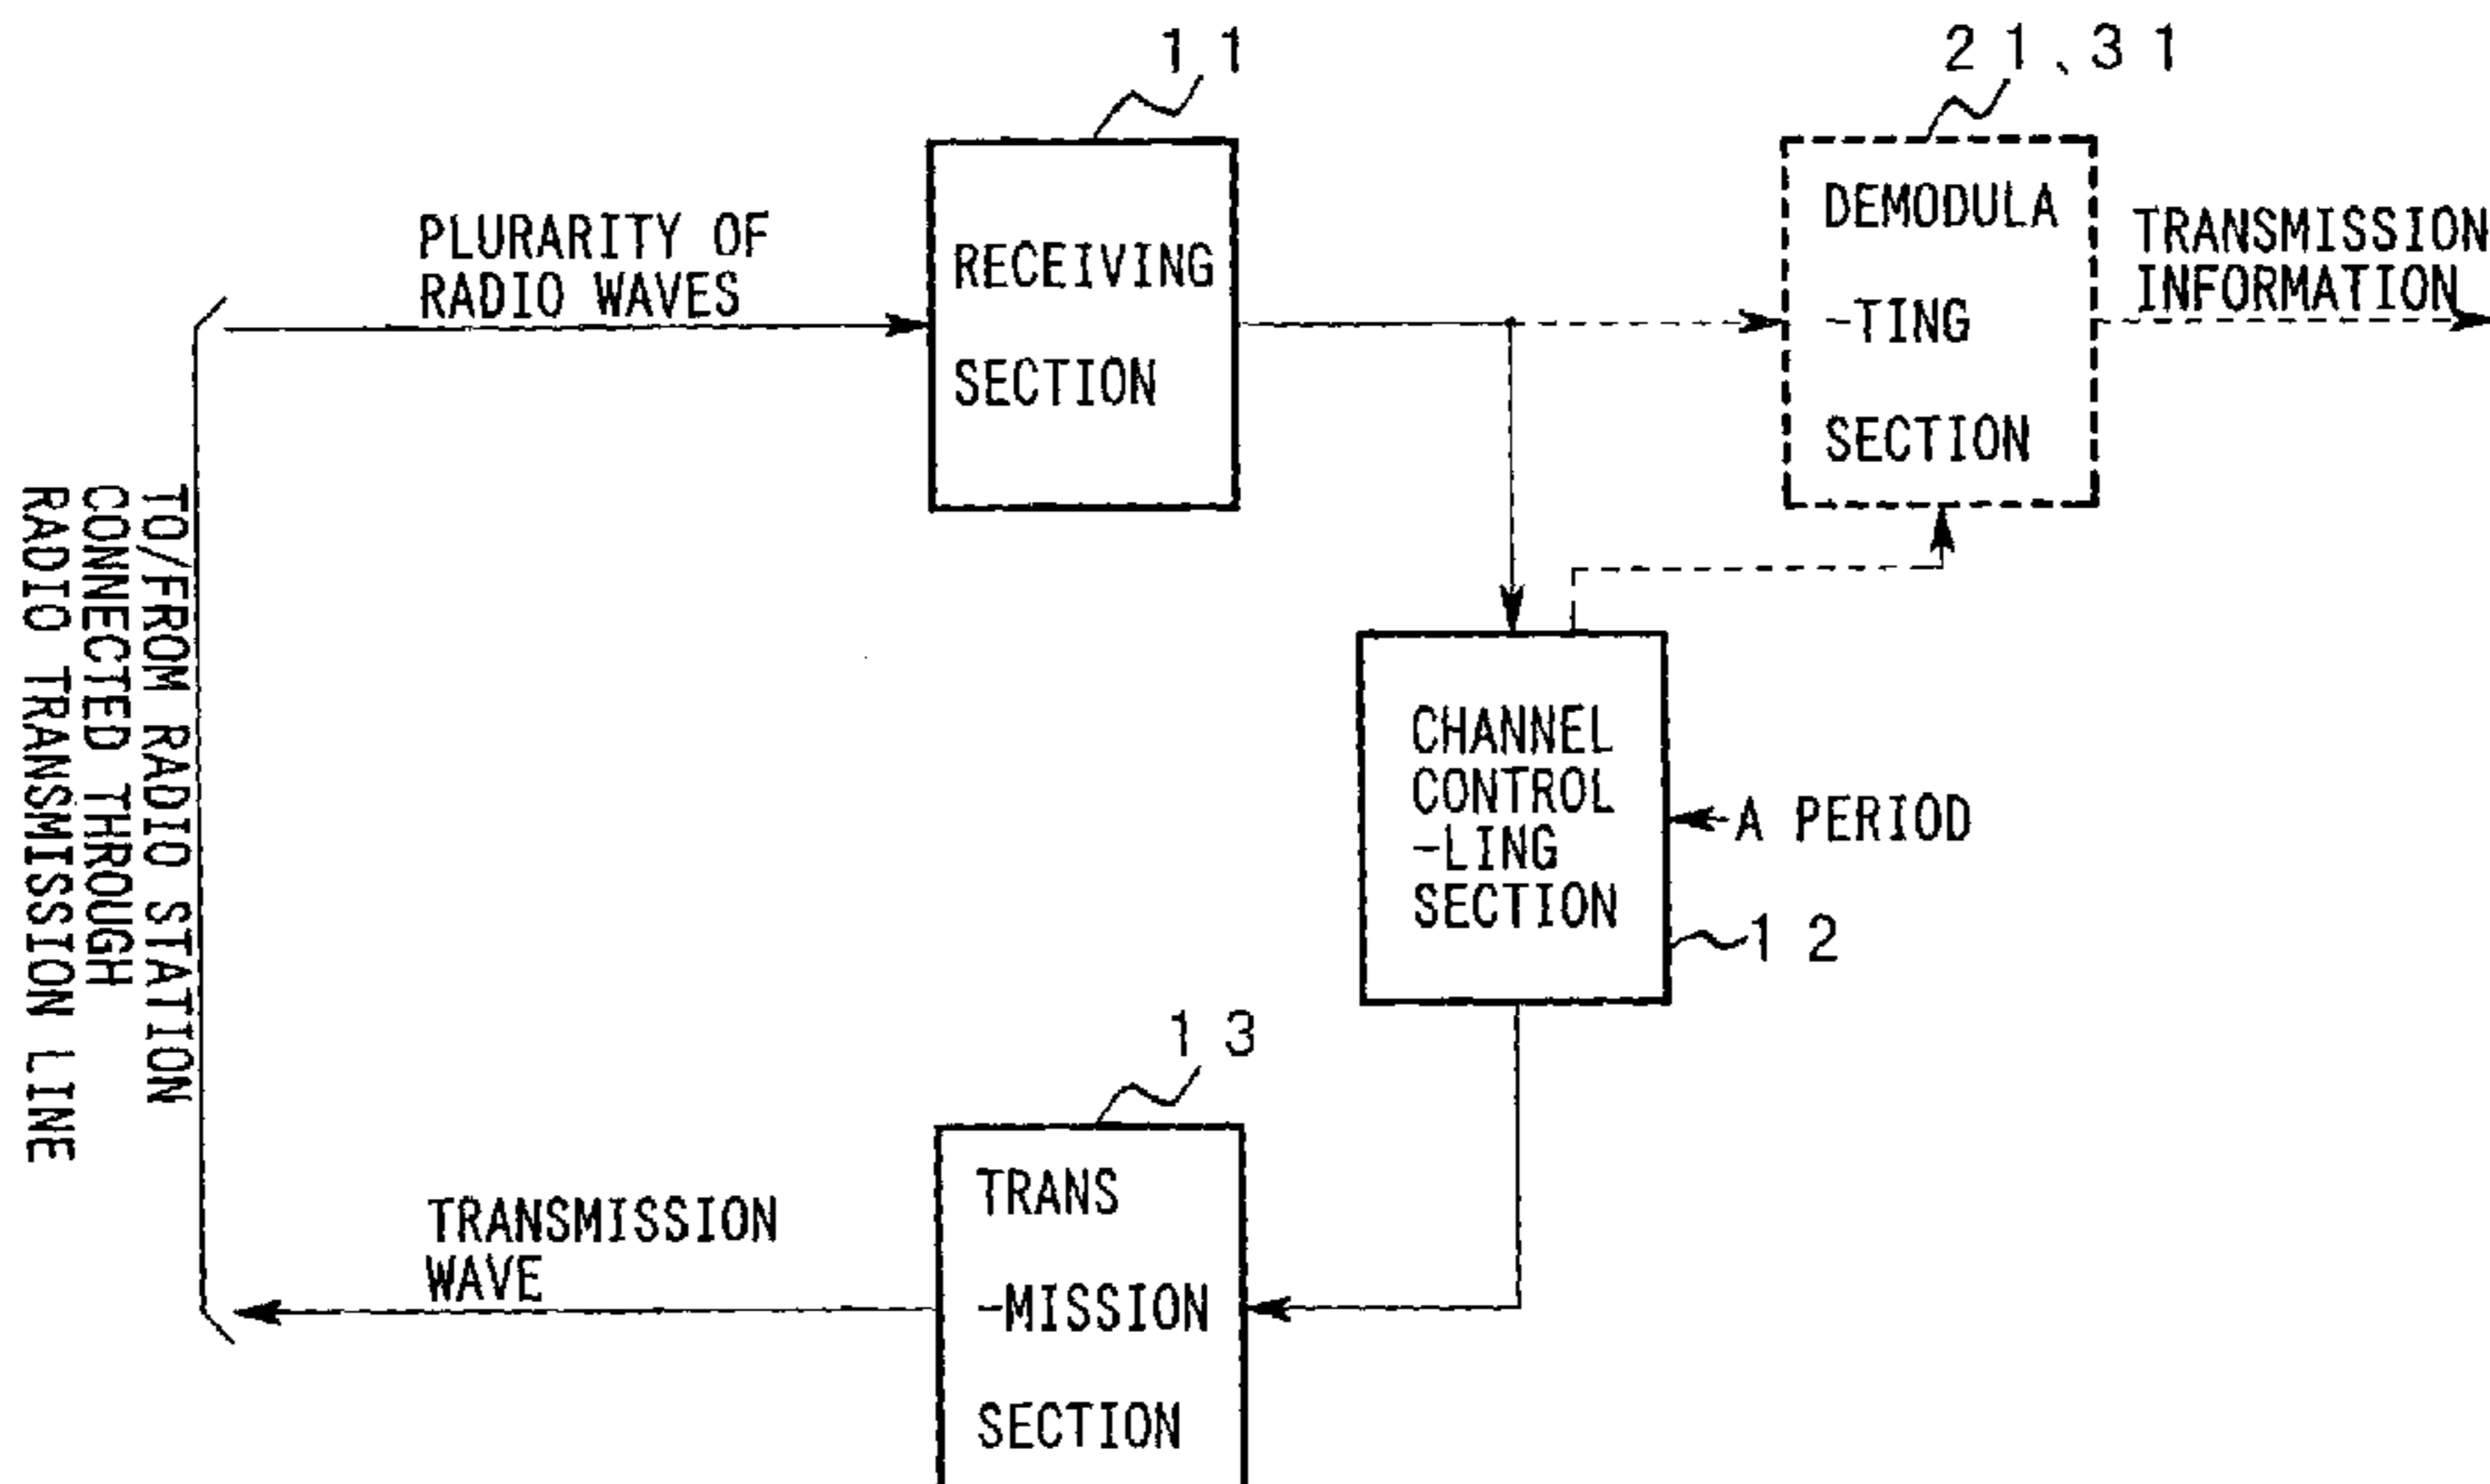 1 1
2 1、3 1
PLURARITY OF
RADIO WAVES
RECEIVING
SECTION
DEMODULA
-TING
SECTION
TRANSMISSION
INFORMATION
TO/FROM RADIO STATION
CONNECTED THROUGH
RADIO TRANSMISSION LINE
CHANNEL
CONTROL
-LING
SECTION
A PERIOD
1 2
1 3
TRANS
-MISSION
SECTION
TRANSMISSION
WAVE